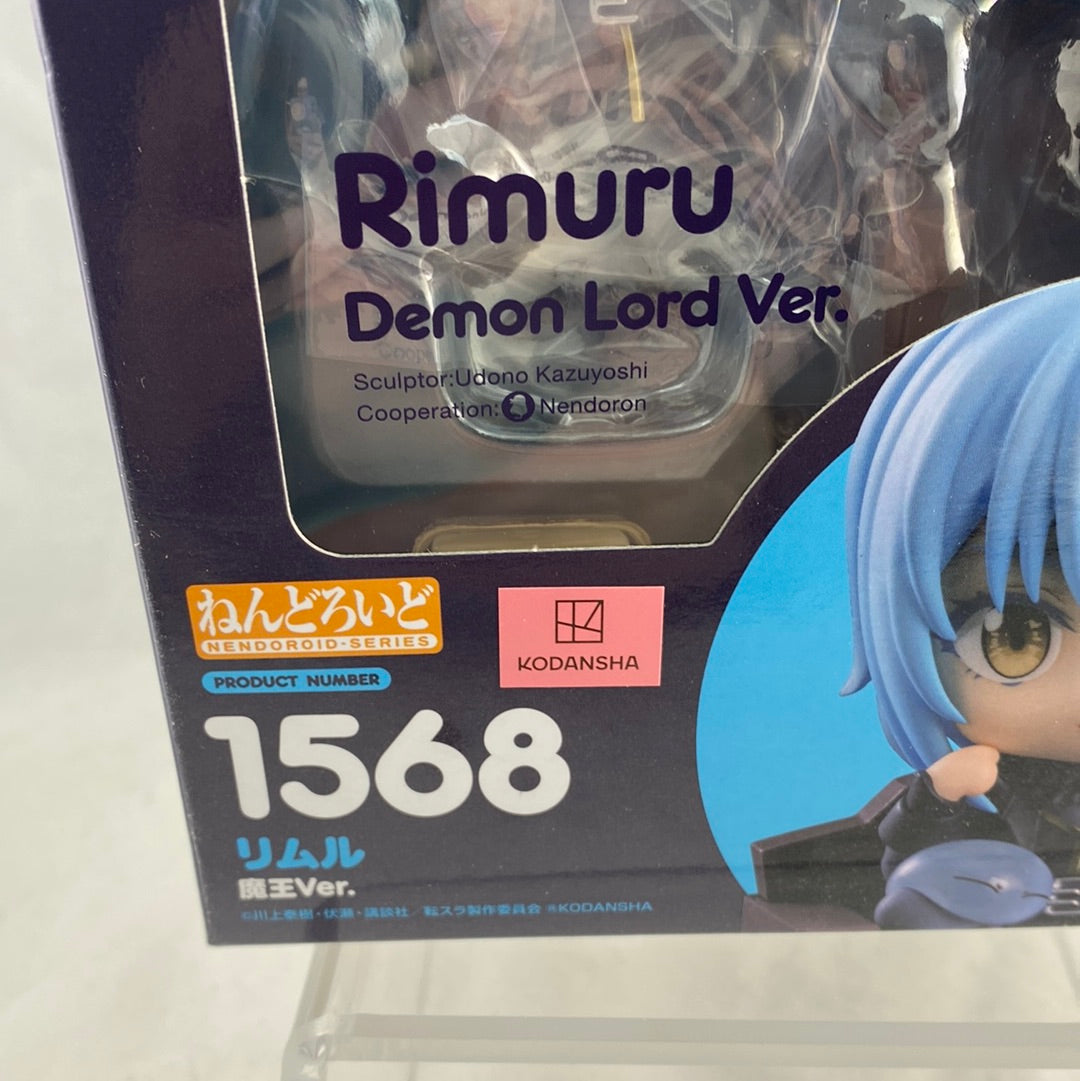 Rimuru
Demon Lord Ver.
Sculptor:Udono Kazuyoshi
Cooperation: Nendoron
ねんどろいど
NENDOROID-SERIES
KODANSHA
PRODUCT NUMBER
1568
リムル
魔王Ver.
©川上泰樹・伏瀬・講談社/転スラ製作委員会 ®KODANSHA